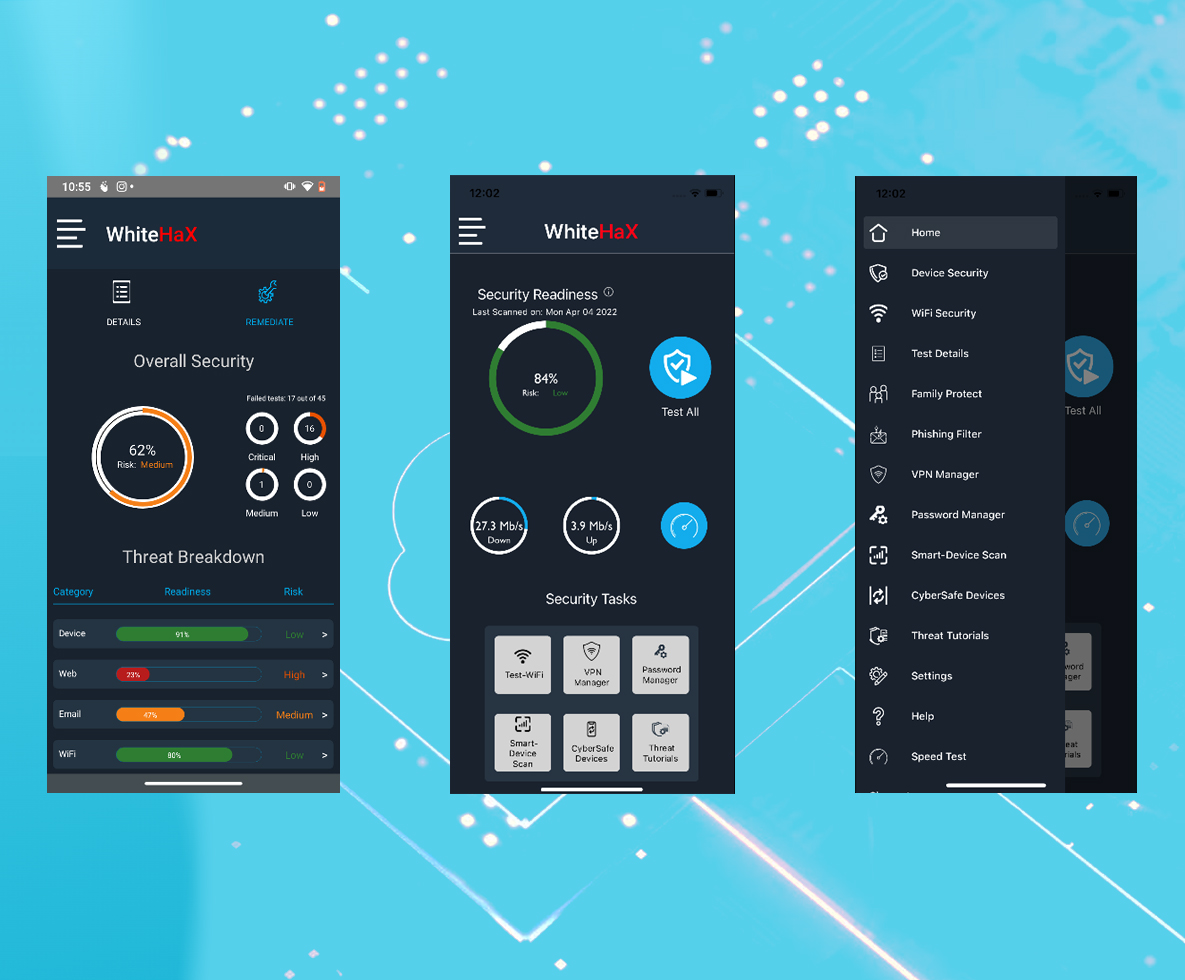 10:55
WhiteHaX
DETAILS
REMEDIATE
Overall Security
Failed tests: 17 out of 45
62%
Risk: Medium
0
Critical
16
High
1
Medium
0
Low
Threat Breakdown
Category Readiness Risk
Device 91% Low >
Web 23% High >
Email 47% Medium >
WiFi 80% Low >
12:02
WhiteHaX
Security Readiness
Last Scanned on: Mon Apr 04 2022
84%
Risk: Low
Test All
27.3 Mb/s
Down
3.9 Mb/s
Up
Security Tasks
Test-WiFi
VPN
Manager
Password
Manager
Smart-
Device
Scan
CyberSafe
Devices
Threat
Tutorials
12:02
Home
Device Security
WiFi Security
Test Details
Family Protect
Phishing Filter
VPN Manager
Password Manager
Smart-Device Scan
CyberSafe Devices
Threat Tutorials
Settings
Help
Speed Test
Test All
word
ager
eat
rials